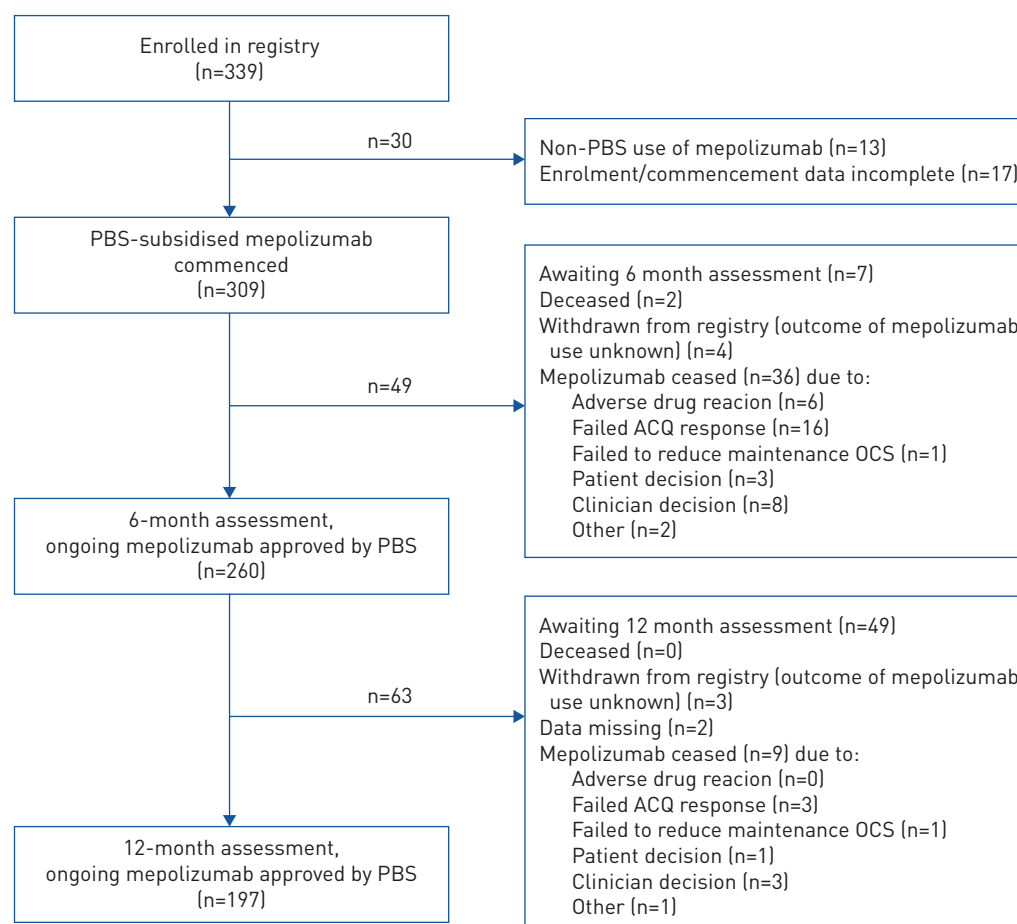 Enrolled in registry
(n=339)
n=30
Non-PBS use of mepolizumab (n=13)
Enrolment/commencement data incomplete (n=17)
PBS-subsidised mepolizumab
commenced
(n=309)
n=49
Awaiting 6 month assessment (n=7)
Deceased (n=2)
Withdrawn from registry (outcome of mepolizumab
use unknown) (n=4)
Mepolizumab ceased (n=36) due to:
Adverse drug reacion (n=6)
Failed ACQ response (n=16)
Failed to reduce maintenance OCS (n=1)
Patient decision (n=3)
Clinician decision (n=8)
Other (n=2)
6-month assessment,
ongoing mepolizumab approved by PBS
(n=260)
n=63
Awaiting 12 month assessment (n=49)
Deceased (n=0)
Withdrawn from registry (outcome of mepolizumab
use unknown) (n=3)
Data missing (n=2)
Mepolizumab ceased (n=9) due to:
Adverse drug reacion (n=0)
Failed ACQ response (n=3)
Failed to reduce maintenance OCS (n=1)
Patient decision (n=1)
Clinician decision (n=3)
Other (n=1)
12-month assessment,
ongoing mepolizumab approved by PBS
(n=197)